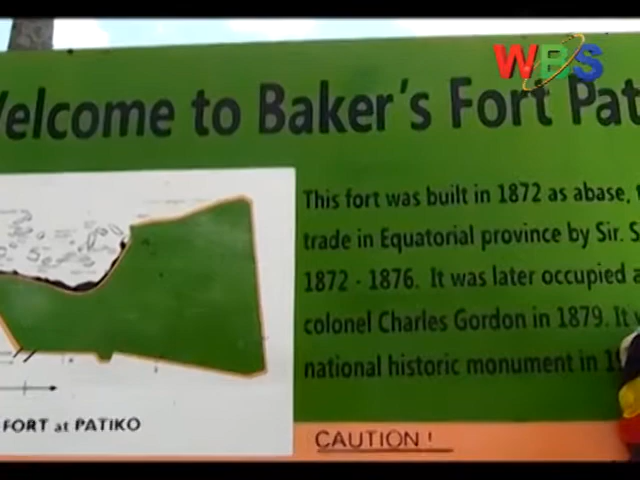 WBS
Welcome to Baker's Fort Pat
This fort was built in 1872 as abase,
trade in Equatorial province by Sir. S
1872 - 1876. It was later occupied a
colonel Charles Gordon in 1879. It
national historic monument in 1
FORT at PATIKO
CAUTION !